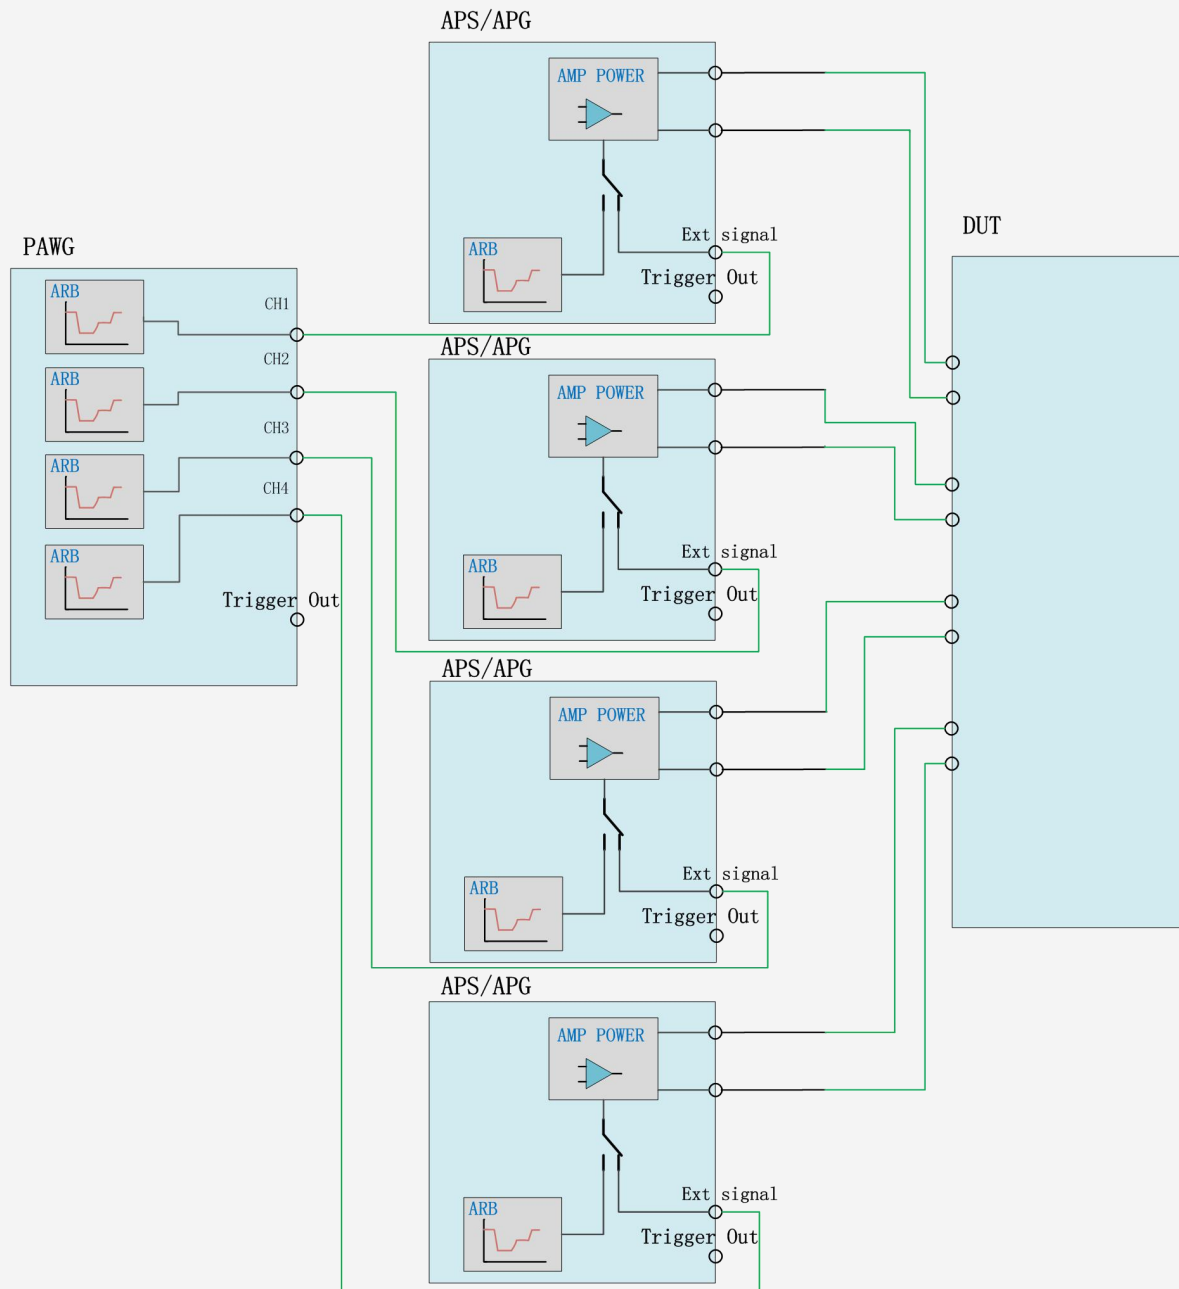 APS/APG
AMP POWER
Ext signal
ARB
Trigger Out
PAWG
ARB
CH1
CH2
ARB
CH3
ARB
CH4
ARB
Trigger Out
APS/APG
AMP POWER
Ext signal
ARB
Trigger Out
APS/APG
AMP POWER
Ext signal
ARB
Trigger Out
APS/APG
AMP POWER
Ext signal
ARB
Trigger Out
DUT